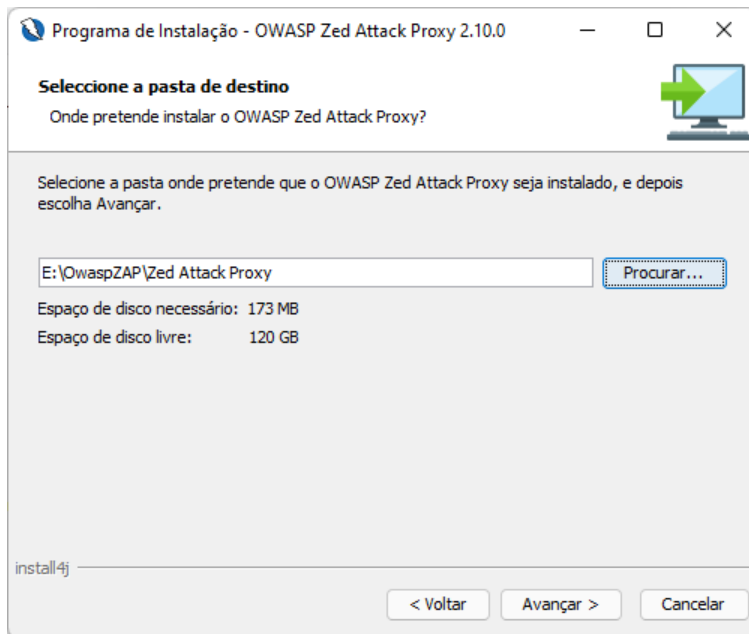 Programa de Instalação - OWASP Zed Attack Proxy 2.10.0
Seleccione a pasta de destino
Onde pretende instalar o OWASP Zed Attack Proxy?
Selecione a pasta onde pretende que o OWASP Zed Attack Proxy seja instalado, e depois
escolha Avançar.
E:\OwaspZAP\Zed Attack Proxy
Procurar...
Espaço de disco necessário: 173 MB
Espaço de disco livre: 120 GB
install4j
< Voltar
Avançar >
Cancelar